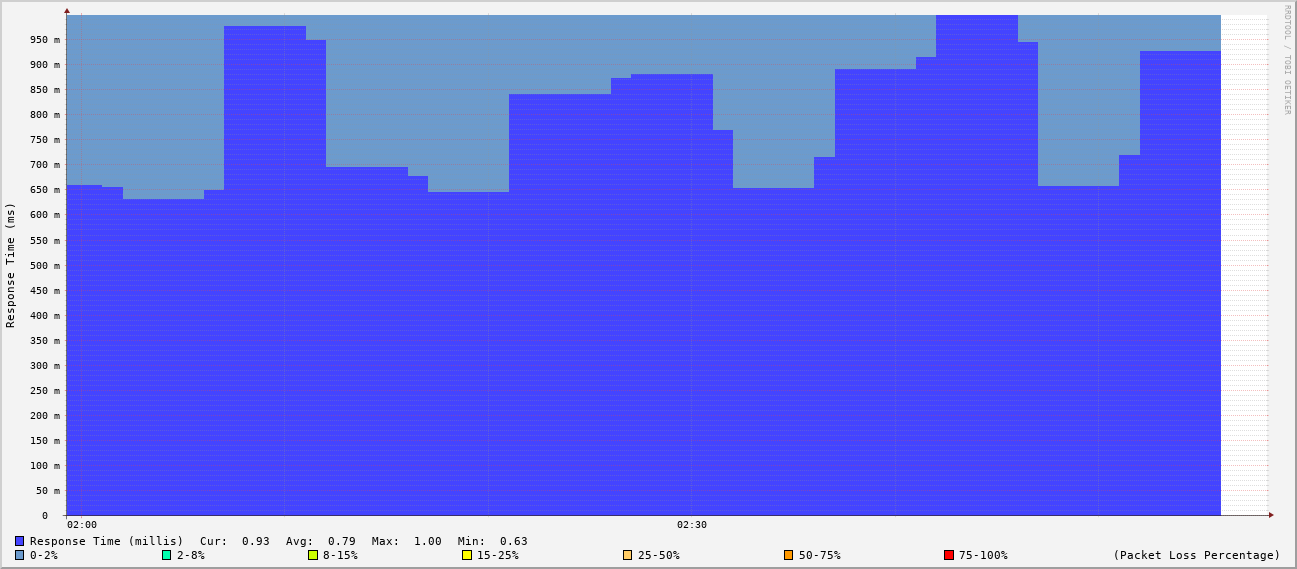 RRDTOOL / TOBI OETIKER
Response Time (ms)
950 m
900 m
850 m
800 m
750 m
700 m
650 m
600 m
550 m
500 m
450 m
400 m
350 m
300 m
250 m
200 m
150 m
100 m
50 m
0
02:00 02:30
Response Time (millis) Cur: 0.93 Avg: 0.79 Max: 1.00 Min: 0.63
0-2% 2-8% 8-15% 15-25% 25-50% 50-75% 75-100% (Packet Loss Percentage)